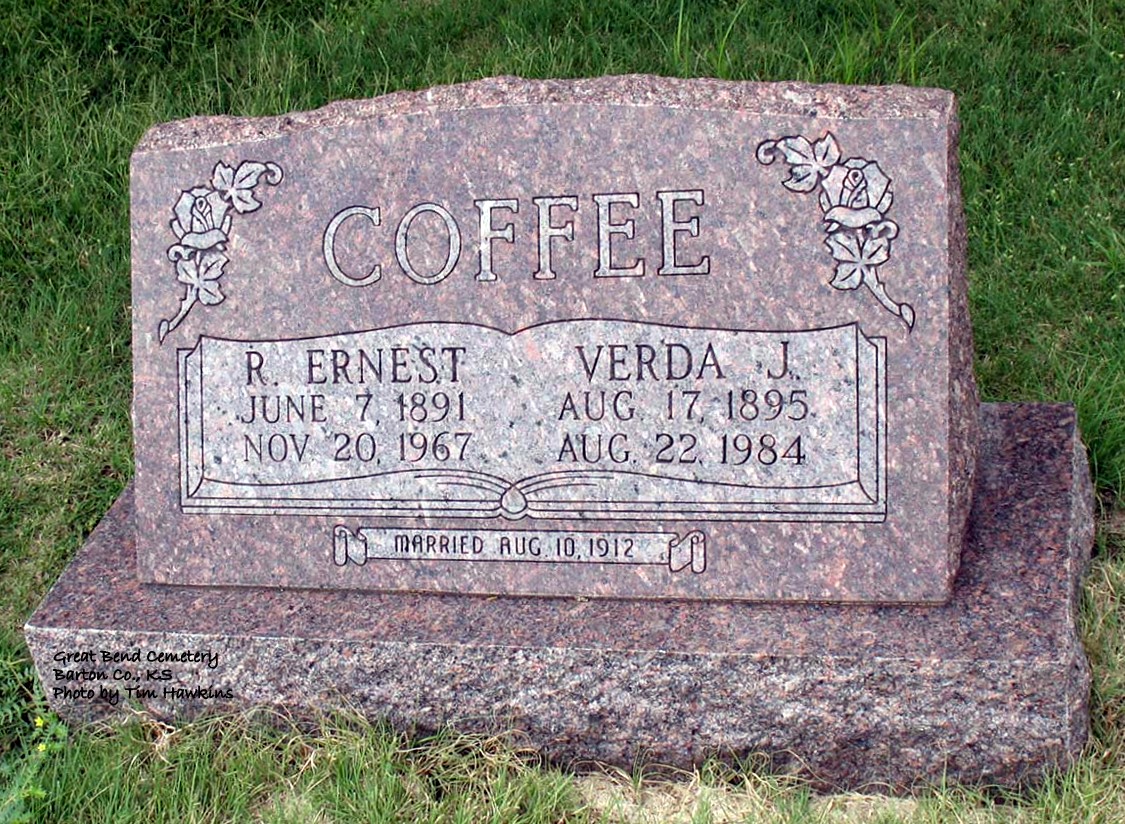 COFFEE
R. ERNEST
JUNE 7, 1891
NOV 20, 1967
VERDA J.
AUG 17, 1895
AUG. 22, 1984
MARRIED AUG. 10, 1912
Great Bend Cemetery
Barton Co., KS
Photo by Tim Hawkins